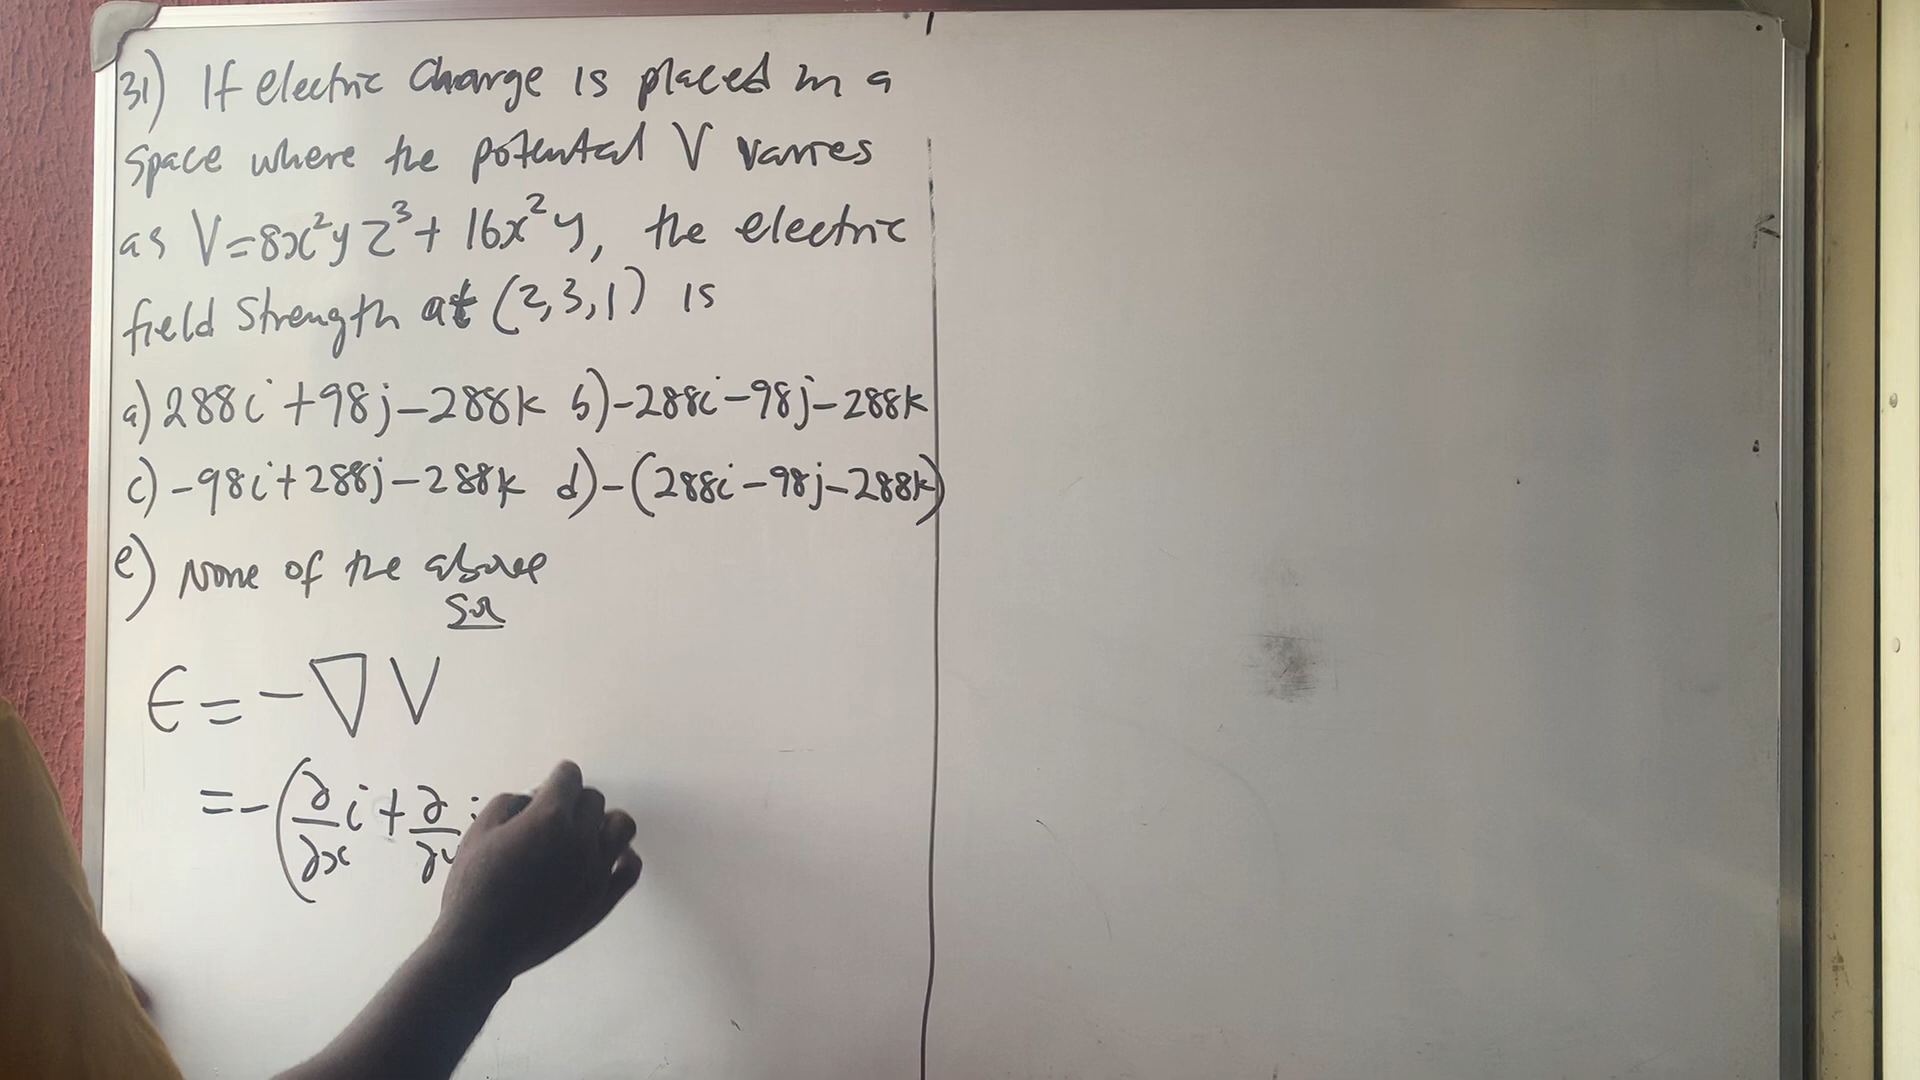 31) If electric Charge is placed in a
space where the potential V varies
as V=8x²yz³+ 16x²y, the electric
field Strength at (2,3,1) is
a) 288i+98j-288k b)-288i-98j-288k
c) -98i+288j-288k d)-(288i-98j-288k)
e) None of the above
Sol
E=-∇V
=-(∂/∂x i+∂/∂y j